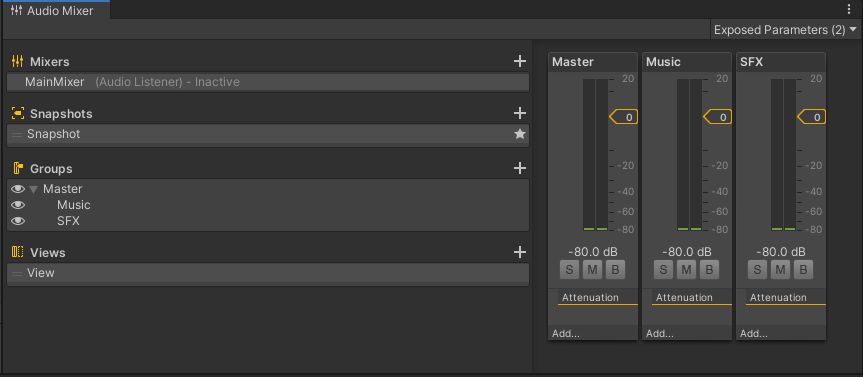 Audio Mixer
Exposed Parameters (2)
Mixers
MainMixer (Audio Listener) - Inactive
Snapshots
Snapshot
Groups
Master
Music
SFX
Views
View
Master
20
0
-20
-40
-60
-80
-80.0 dB
S M B
Attenuation
Add...
Music
20
0
-20
-40
-60
-80
-80.0 dB
S M B
Attenuation
Add...
SFX
20
0
-20
-40
-60
-80
-80.0 dB
S M B
Attenuation
Add...